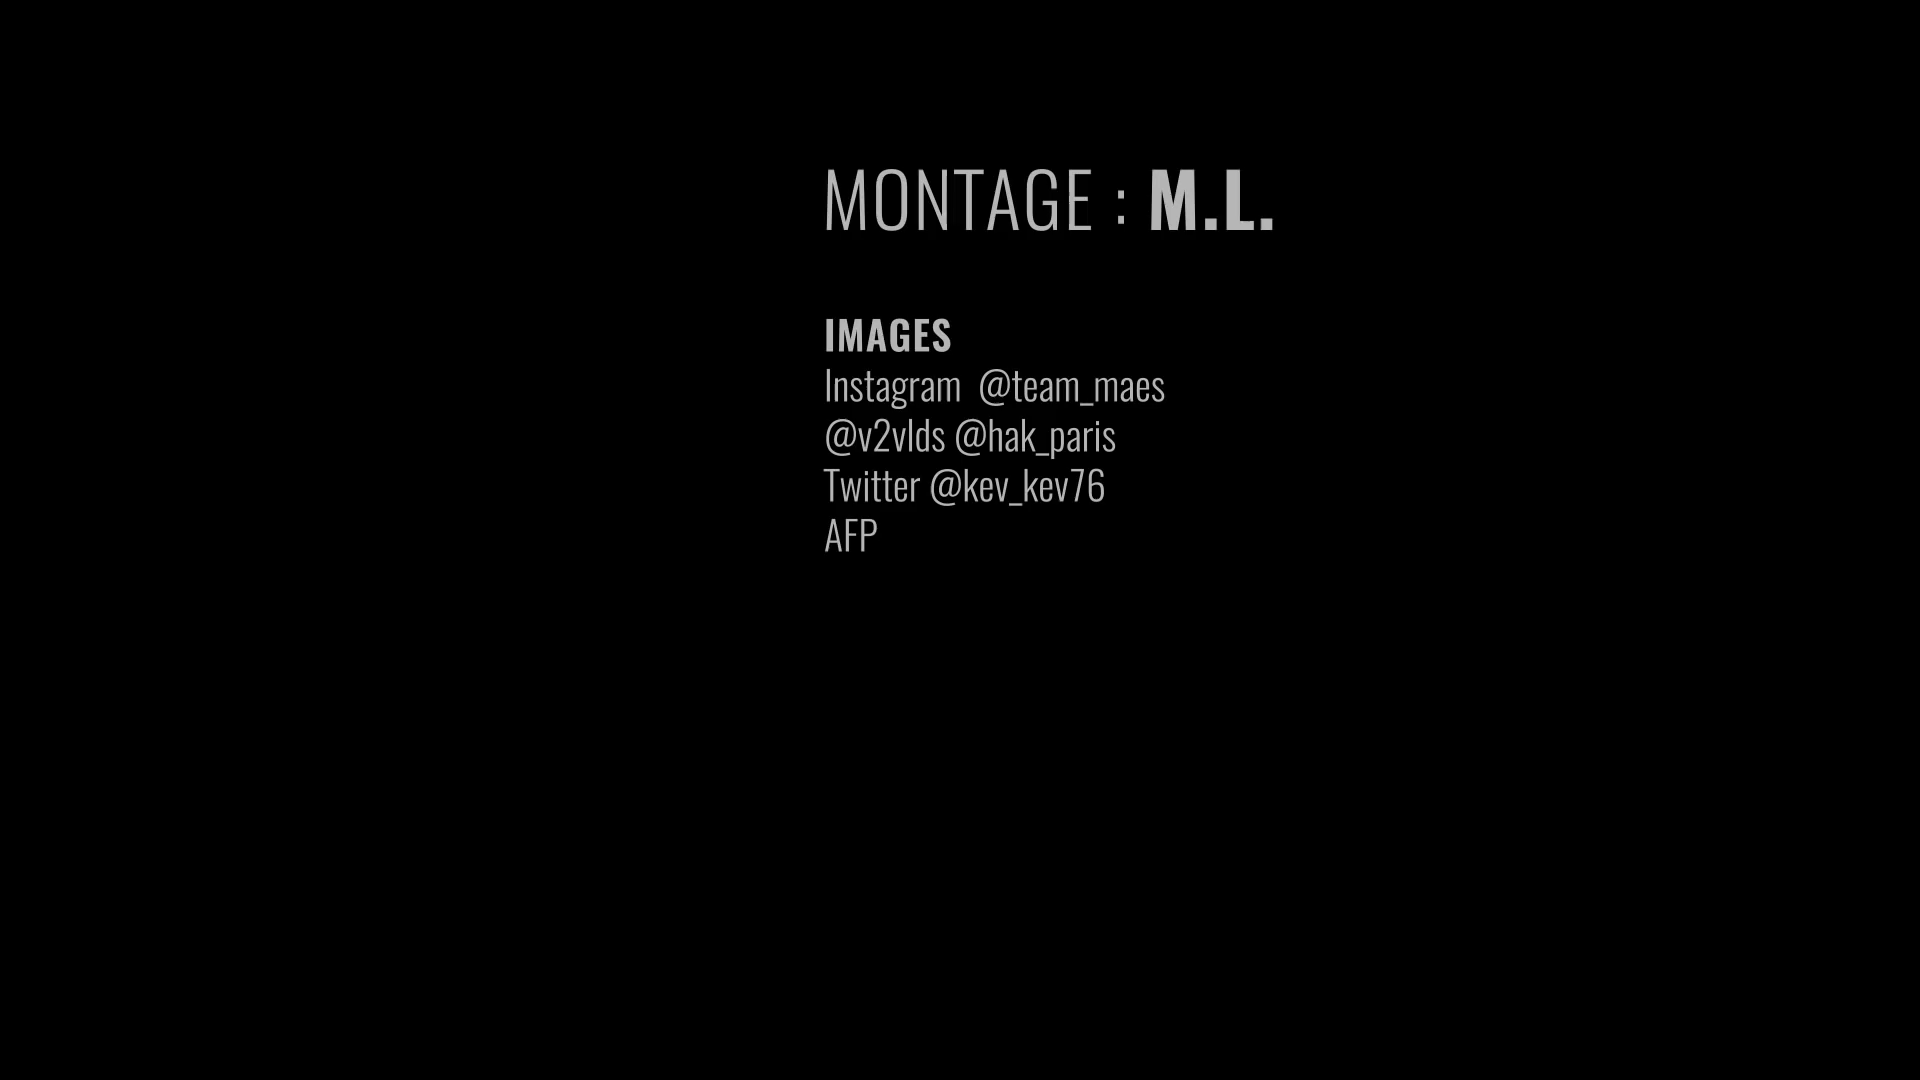 MONTAGE : M.L.
IMAGES
Instagram @team_maes
@v2vlds @hak_paris
Twitter @kev_kev76
AFP